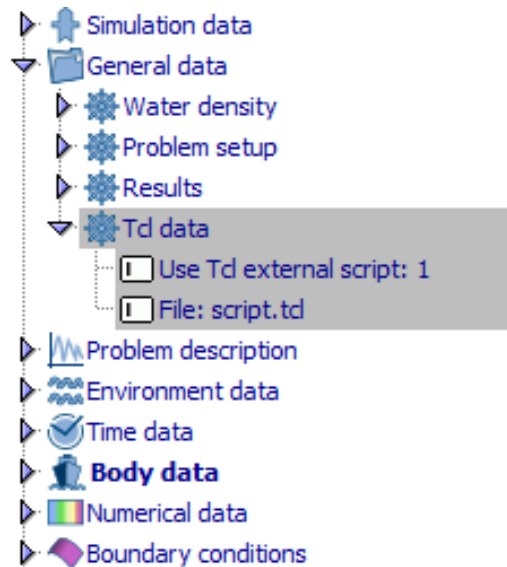 Simulation data
General data
Water density
Problem setup
Results
Tcl data
Use Tcl external script: 1
File: script.tcl
Problem description
Environment data
Time data
Body data
Numerical data
Boundary conditions